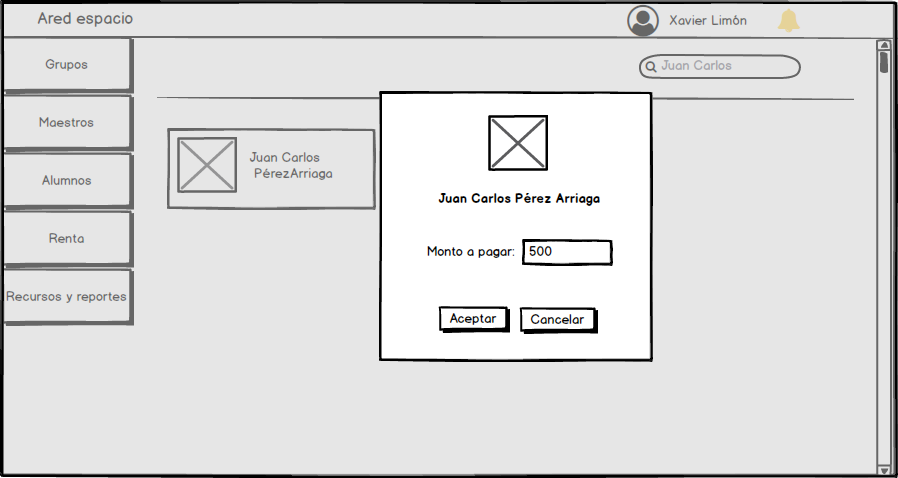 Ared espacio
Xavier Limón
Grupos
Maestros
Alumnos
Renta
Recursos y reportes
Juan Carlos
Juan Carlos
PérezArriaga
Juan Carlos Pérez Arriaga
Monto a pagar: 500
Aceptar Cancelar